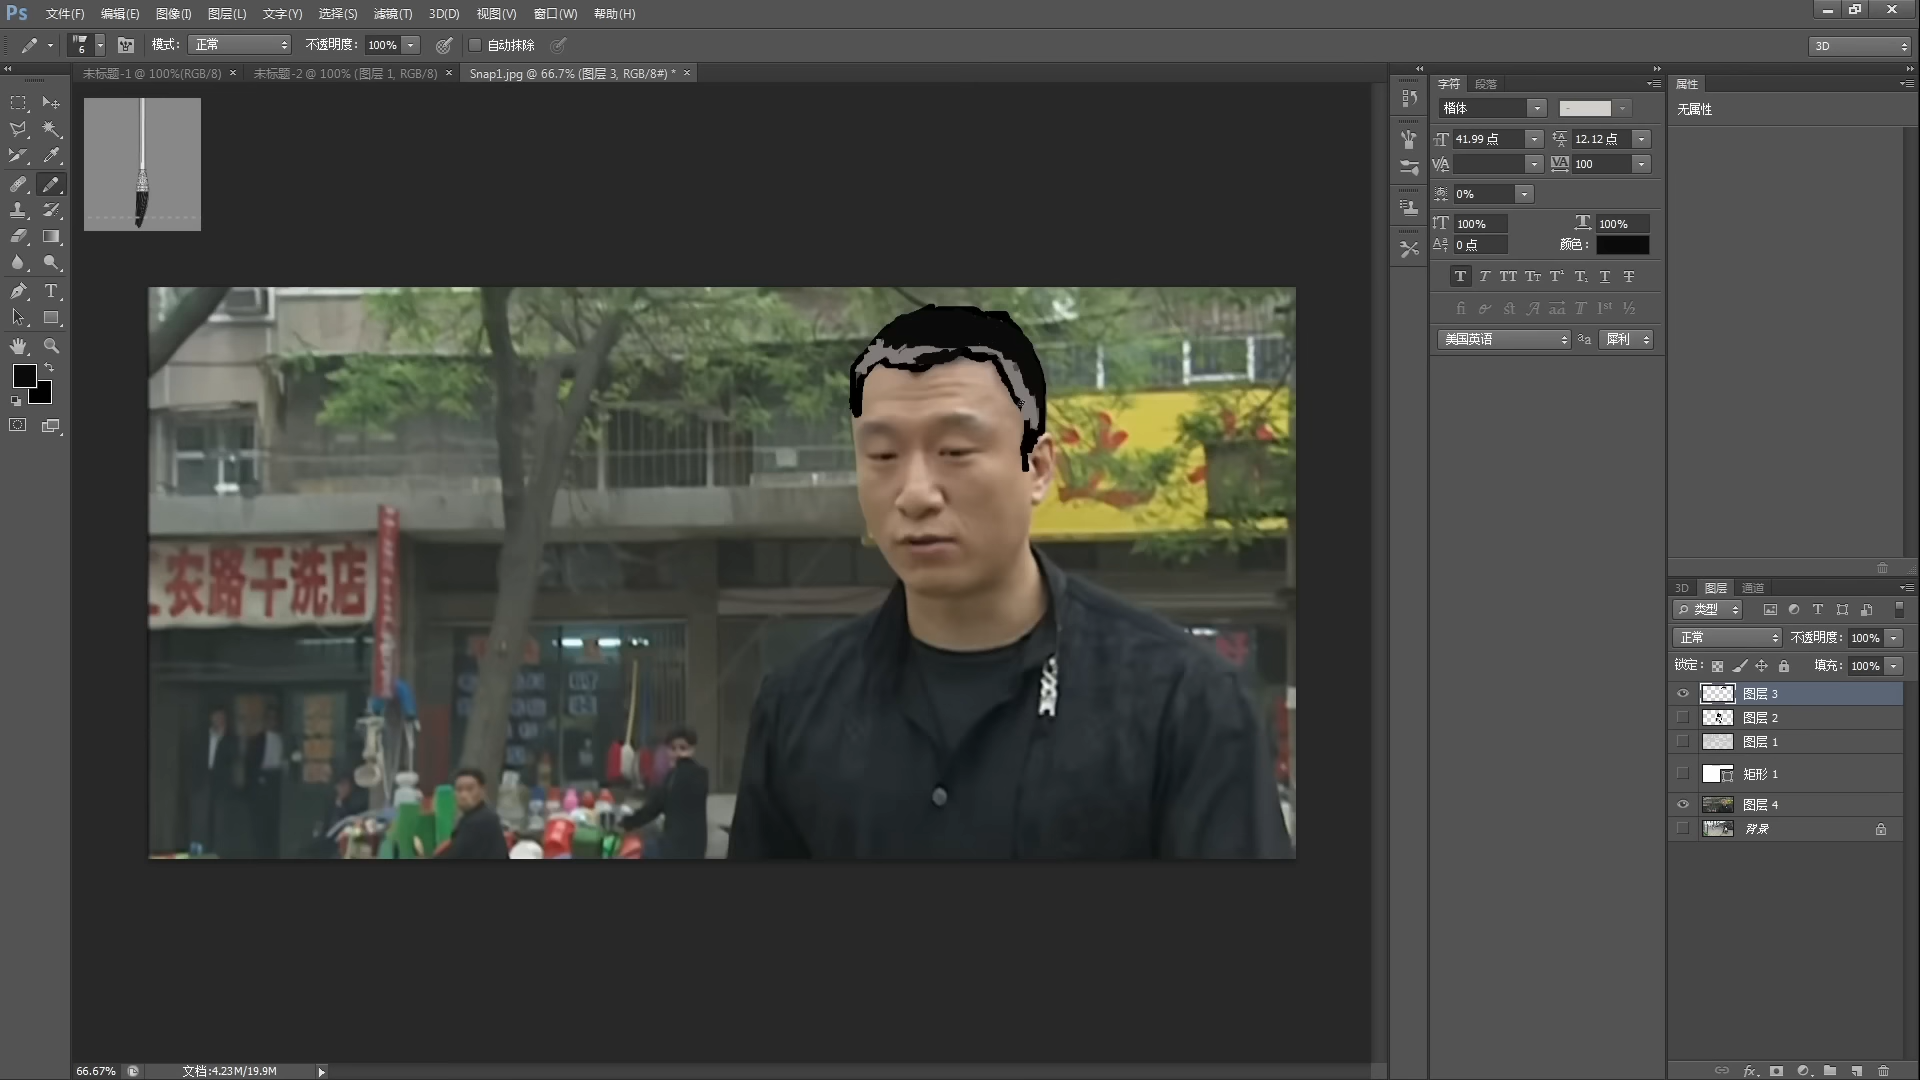 Ps 文件(F) 编辑(E) 图像(I) 图层(L) 文字(Y) 选择(S) 滤镜(T) 3D(D) 视图(V) 窗口(W) 帮助(H)
6 模式: 正常 不透明度: 100% 自动抹除 3D
未标题-1 @ 100%(RGB/8) × 未标题-2 @ 100% (图层 1, RGB/8) × Snap1.jpg @ 66.7% (图层 3, RGB/8#) * ×
字符 段落
楷体 -
41.99 点 12.12 点
100
0%
100% 100%
0 点 颜色:
美国英语 aa 犀利
属性
无属性
3D 图层 通道
类型
正常 不透明度: 100%
锁定: 填充: 100%
图层 3
图层 2
图层 1
矩形 1
图层 4
背景
农路干洗店
66.67% 文档:4.23M/19.9M